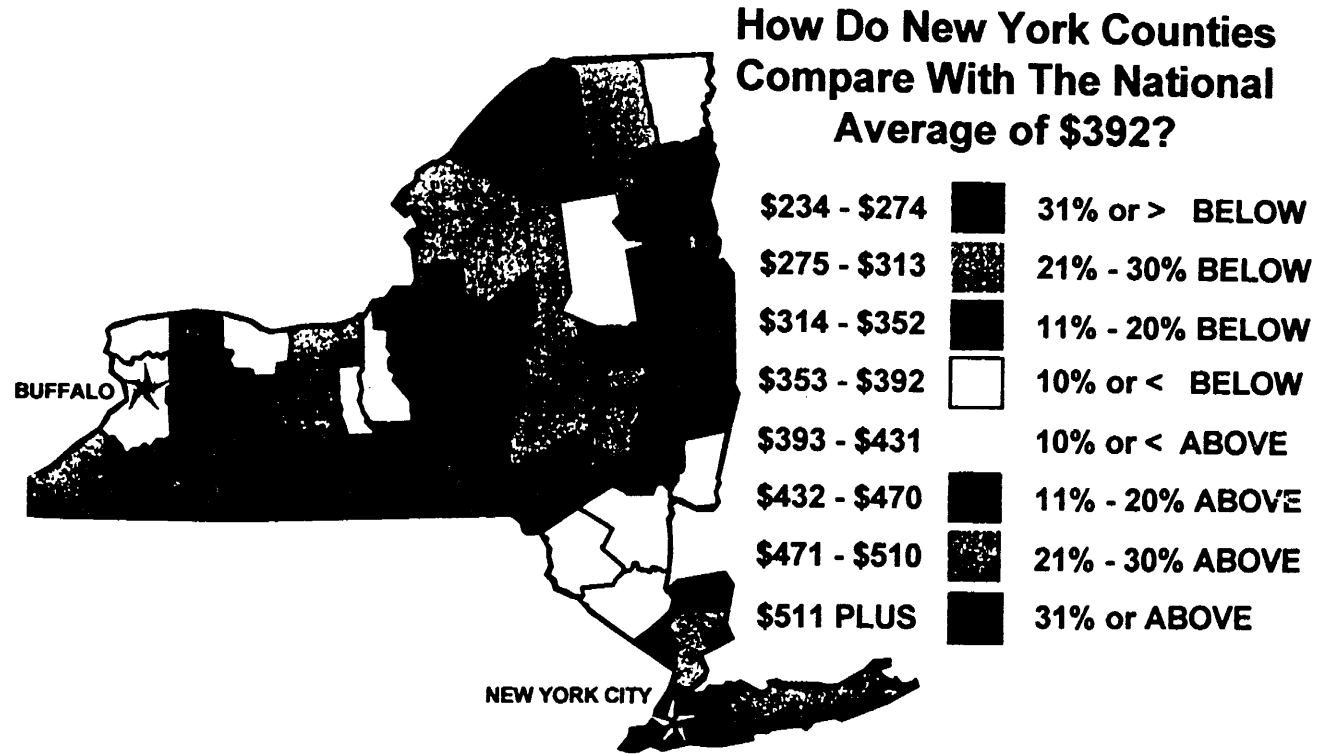 How Do New York Counties
Compare With The National
Average of $392?
$234 - $274 31% or > BELOW
$275 - $313 21% - 30% BELOW
$314 - $352 11% - 20% BELOW
$353 - $392 10% or < BELOW
$393 - $431 10% or < ABOVE
$432 - $470 11% - 20% ABOVE
$471 - $510 21% - 30% ABOVE
$511 PLUS 31% or ABOVE
BUFFALO
NEW YORK CITY